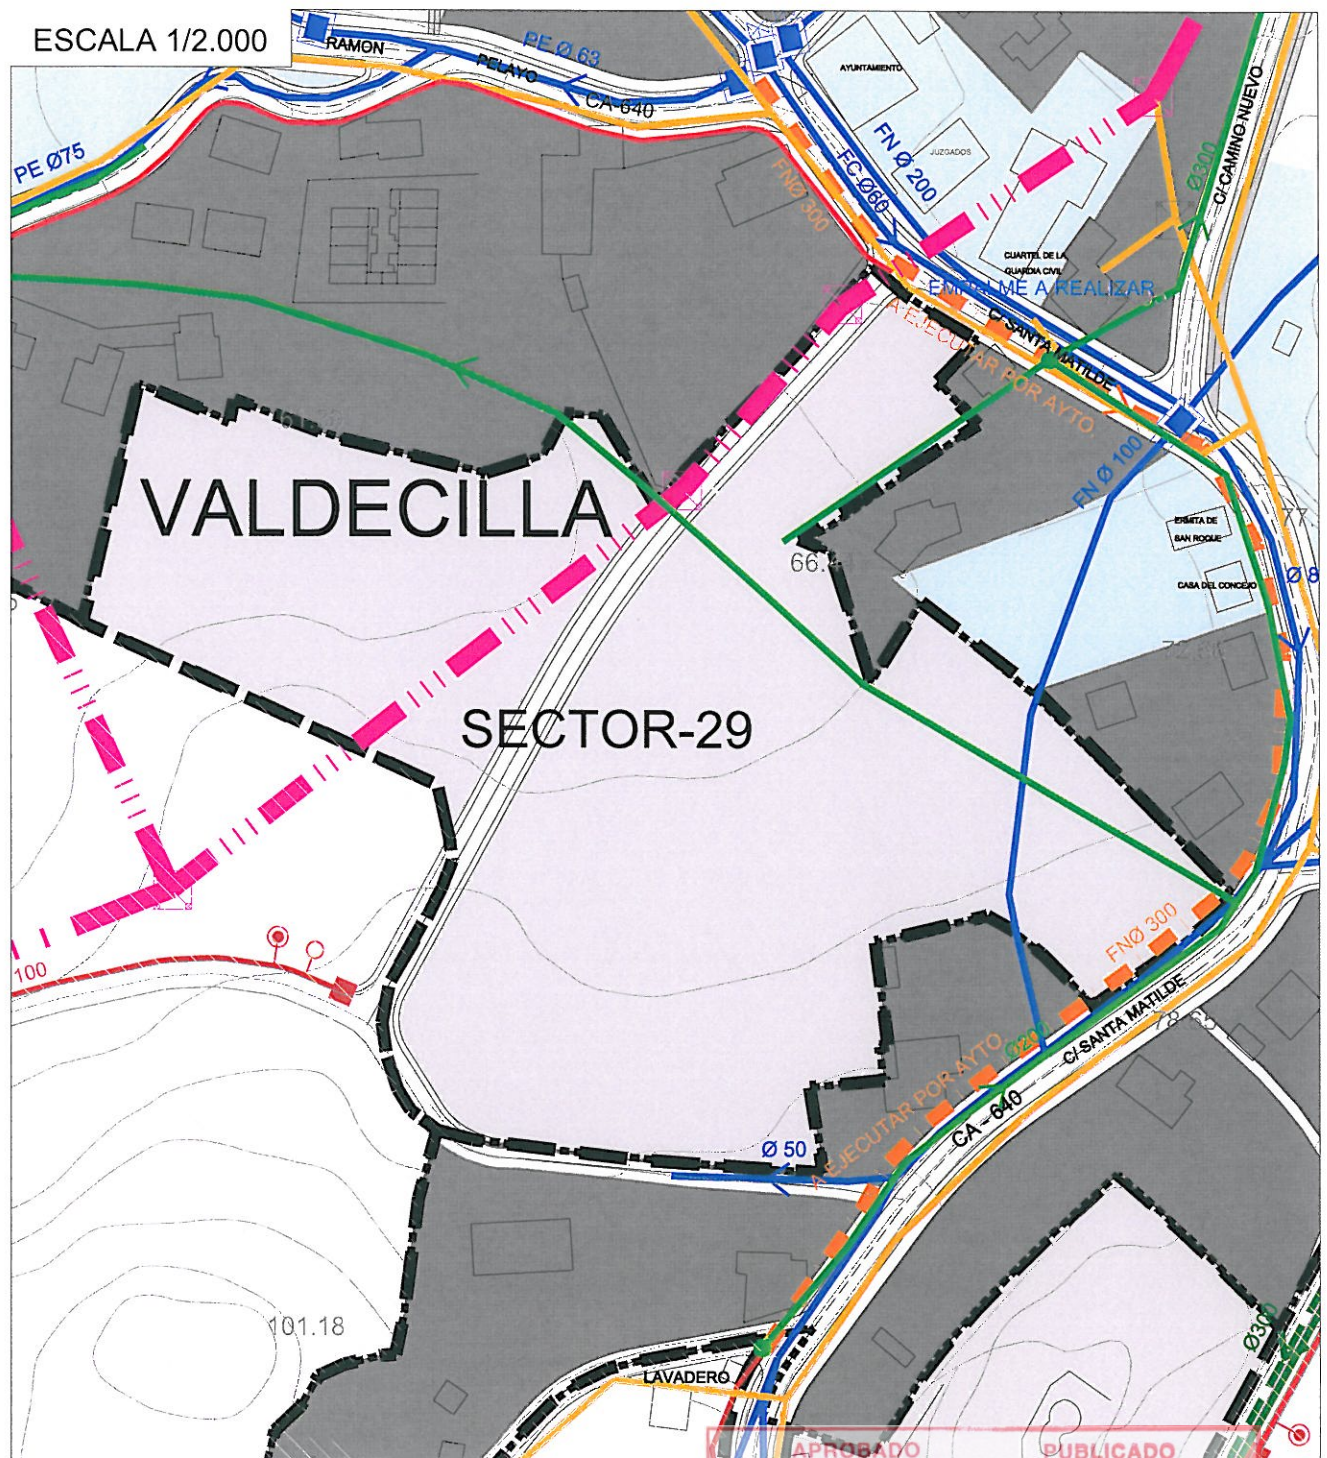 ESCALA 1/2.000
RAMON
PELAYO
PE Ø 63
CA-640
PE Ø75
AYUNTAMIENTO
JUZGADOS
FN Ø 200
FC Ø60
FNØ 300
C/ CAMINO NUEVO
Ø300
CUARTEL DE LA
GUARDIA CIVIL
EMPALME A REALIZAR
C/ SANTA MATILDE
A EJECUTAR POR AYTO.
VALDECILLA
FN Ø 100
ERMITA DE
SAN ROQUE
CASA DEL CONCEJO
77
Ø 8
66.
SECTOR-29
100
FNØ 300
C/ SANTA MATILDE
Ø200
A EJECUTAR POR AYTO.
CA - 640
Ø 50
101.18
LAVADERO
Ø300
APROBADO
PUBLICADO